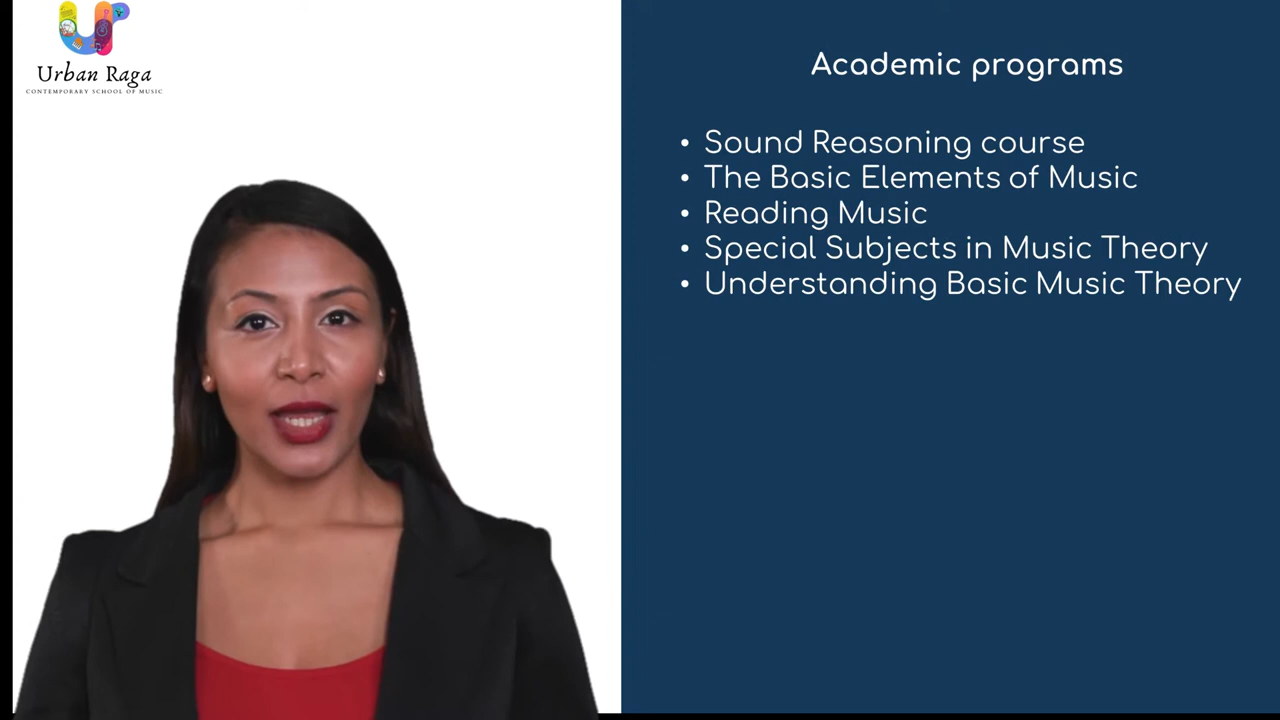 Urban Raga
CONTEMPORARY SCHOOL OF MUSIC
Academic programs
• Sound Reasoning course
• The Basic Elements of Music
• Reading Music
• Special Subjects in Music Theory
• Understanding Basic Music Theory